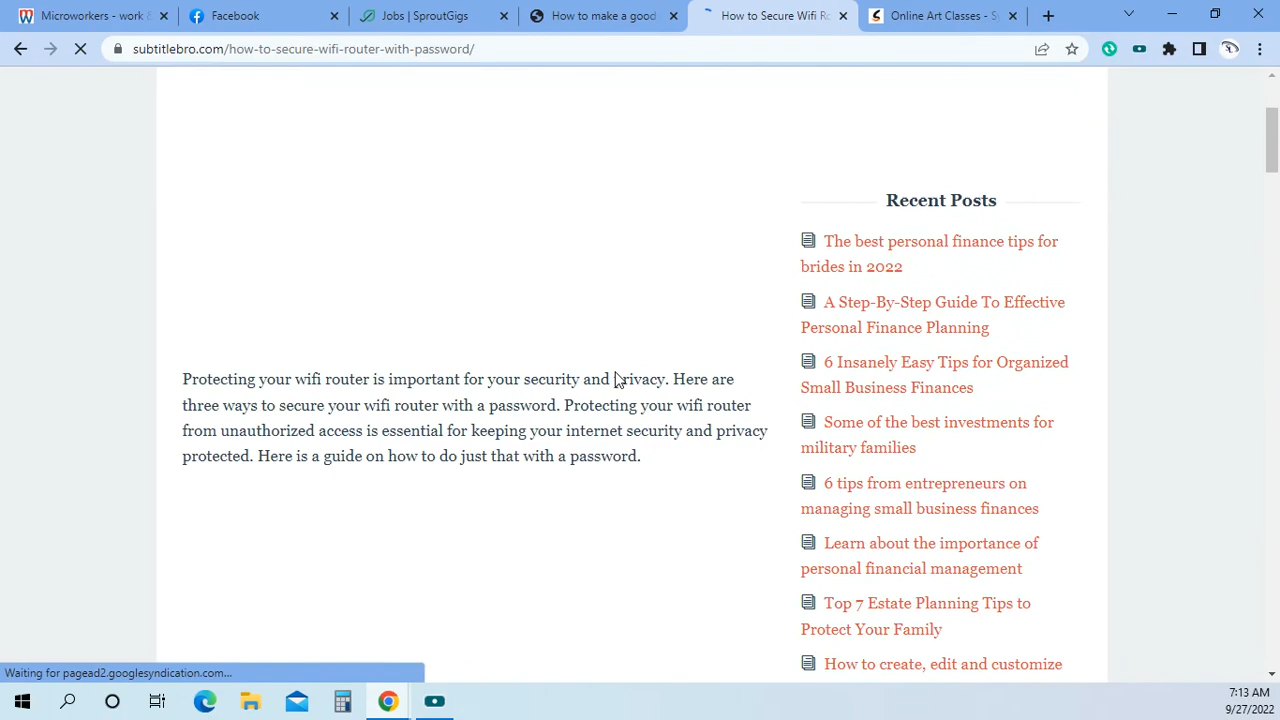 Microworkers - work &
Facebook
Jobs | SproutGigs
How to make a good
How to Secure Wifi Ro
Online Art Classes - Sy
subtitlebro.com/how-to-secure-wifi-router-with-password/
Protecting your wifi router is important for your security and privacy. Here are
three ways to secure your wifi router with a password. Protecting your wifi router
from unauthorized access is essential for keeping your internet security and privacy
protected. Here is a guide on how to do just that with a password.
Recent Posts
The best personal finance tips for
brides in 2022
A Step-By-Step Guide To Effective
Personal Finance Planning
6 Insanely Easy Tips for Organized
Small Business Finances
Some of the best investments for
military families
6 tips from entrepreneurs on
managing small business finances
Learn about the importance of
personal financial management
Top 7 Estate Planning Tips to
Protect Your Family
How to create, edit and customize
Waiting for pagead2.googlesyndication.com...
7:13 AM
9/27/2022